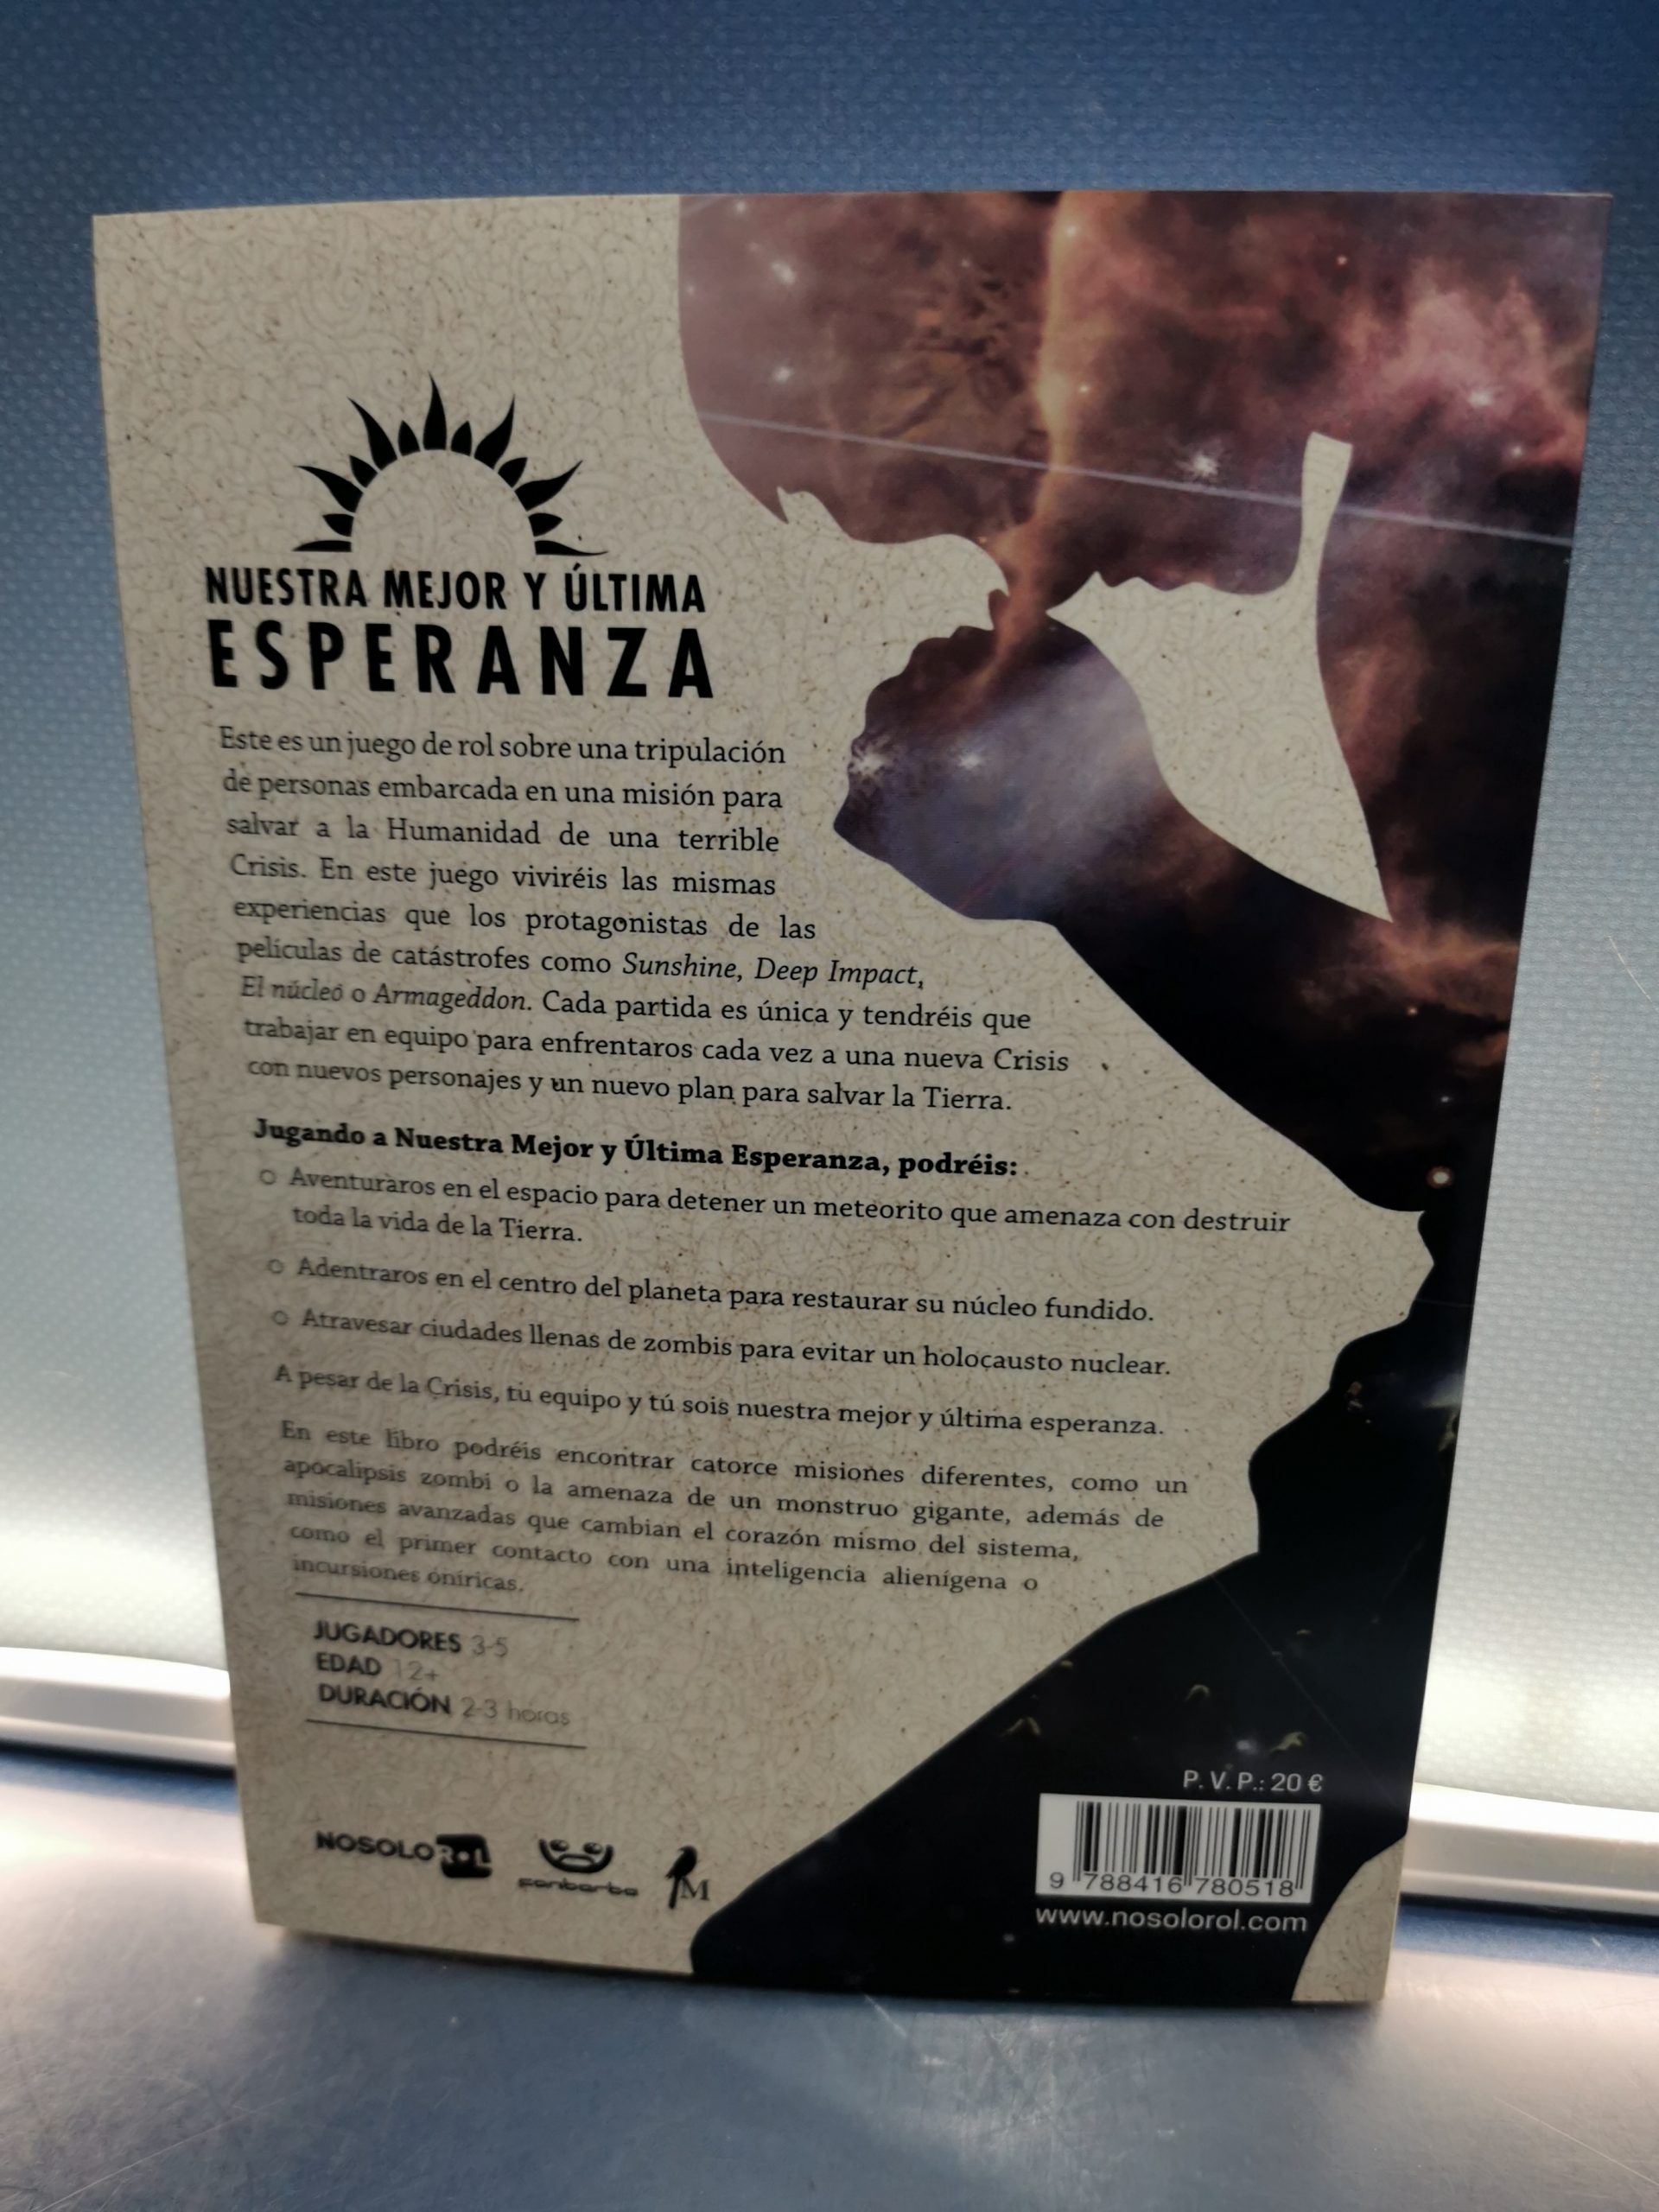 NUESTRA MEJOR Y ÚLTIMA
ESPERANZA
Este es un juego de rol sobre una tripulación
de personas embarcada en una misión para
salvar a la Humanidad de una terrible
Crisis. En este juego viviréis las mismas
experiencias que los protagonistas de las
películas de catástrofes como Sunshine, Deep Impact,
El núcleo o Armageddon. Cada partida es única y tendréis que
trabajar en equipo para enfrentaros cada vez a una nueva Crisis
con nuevos personajes y un nuevo plan para salvar la Tierra.
Jugando a Nuestra Mejor y Última Esperanza, podréis:
Aventuraros en el espacio para detener un meteorito que amenaza con destruir
toda la vida de la Tierra.
Adentraros en el centro del planeta para restaurar su núcleo fundido.
Atravesar ciudades llenas de zombis para evitar un holocausto nuclear.
A pesar de la Crisis, tu equipo y tú sois nuestra mejor y última esperanza.
En este libro podréis encontrar catorce misiones diferentes, como un
apocalipsis zombi o la amenaza de un monstruo gigante, además de
misiones avanzadas que cambian el corazón mismo del sistema,
como el primer contacto con una inteligencia alienígena o
incursiones oníricas.
JUGADORES 3-5
EDAD 12+
DURACIÓN 2-3 horas
P. V. P.: 20 €
9 788416 780518
www.nosolorol.com
NOSOLOROL
conbarba
M